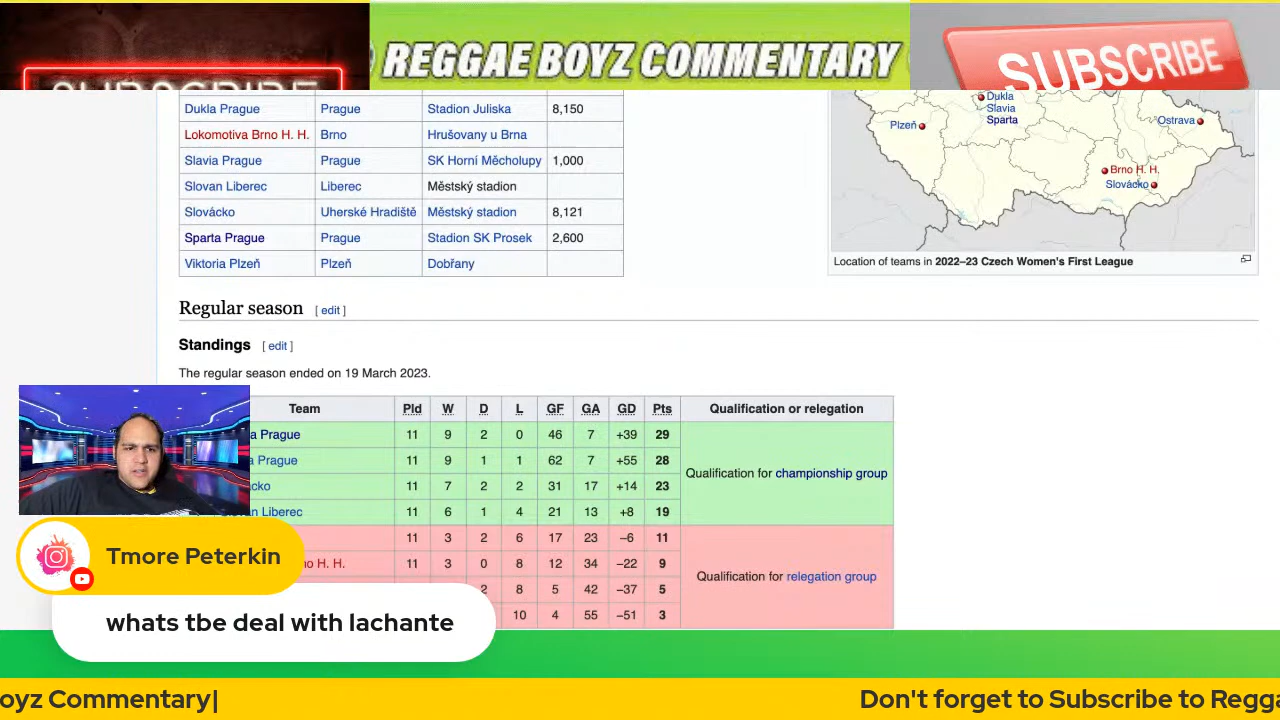 SUBSCRIBE
REGGAE BOYZ COMMENTARY
SUBSCRIBE
Dukla Prague Prague Stadion Juliska 8,150
Lokomotiva Brno H. H. Brno Hrušovany u Brna
Slavia Prague Prague SK Horní Měcholupy 1,000
Slovan Liberec Liberec Městský stadion
Slovácko Uherské Hradiště Městský stadion 8,121
Sparta Prague Prague Stadion SK Prosek 2,600
Viktoria Plzeň Plzeň Dobřany
Dukla
Slavia
Sparta
Plzeň
Ostrava
Brno H. H.
Slovácko
Location of teams in 2022–23 Czech Women's First League
Regular season [ edit ]
Standings [ edit ]
The regular season ended on 19 March 2023.
Team Pld W D L GF GA GD Pts Qualification or relegation
a Prague 11 9 2 0 46 7 +39 29
a Prague 11 9 1 1 62 7 +55 28
Qualification for championship group
cko 11 7 2 2 31 17 +14 23
n Liberec 11 6 1 4 21 13 +8 19
11 3 2 6 17 23 –6 11
no H. H. 11 3 0 8 12 34 –22 9
Qualification for relegation group
2 8 5 42 –37 5
10 4 55 –51 3
Tmore Peterkin
whats tbe deal with lachante
oyz Commentary|
Don't forget to Subscribe to Regga